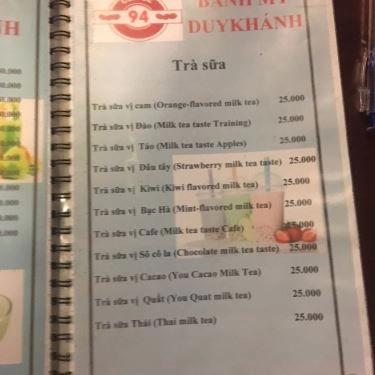 94
BÁNH MỲ
DUYKHÁNH
Trà sữa
Trà sữa vị cam (Orange-flavored milk tea) 25.000
Trà sữa vị Đào (Milk tea taste Training) 25.000
Trà sữa vị Táo (Milk tea taste Apples) 25.000
Trà sữa vị Dâu tây (Strawberry milk tea taste) 25.000
Trà sữa vị Kiwi (Kiwi flavored milk tea) 25.000
Trà sữa vị Bạc Hà (Mint-flavored milk tea) 25.000
Trà sữa vị Cafe (Milk tea taste Cafe) 25.000
Trà sữa vị Sô cô la (Chocolate milk tea taste) 25.000
Trà sữa vị Cacao (You Cacao Milk Tea) 25.000
Trà sữa vị Quất (You Quat milk tea) 25.000
Trà sữa Thái (Thai milk tea) 25.000